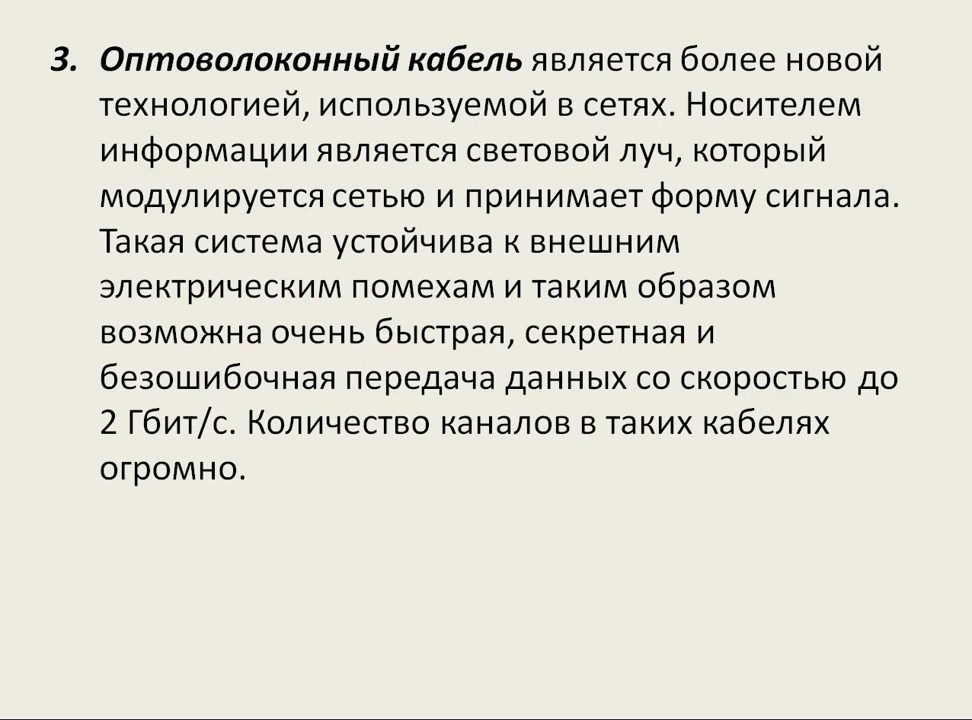 3. Оптоволоконный кабель является более новой
технологией, используемой в сетях. Носителем
информации является световой луч, который
модулируется сетью и принимает форму сигнала.
Такая система устойчива к внешним
электрическим помехам и таким образом
возможна очень быстрая, секретная и
безошибочная передача данных со скоростью до
2 Гбит/с. Количество каналов в таких кабелях
огромно.